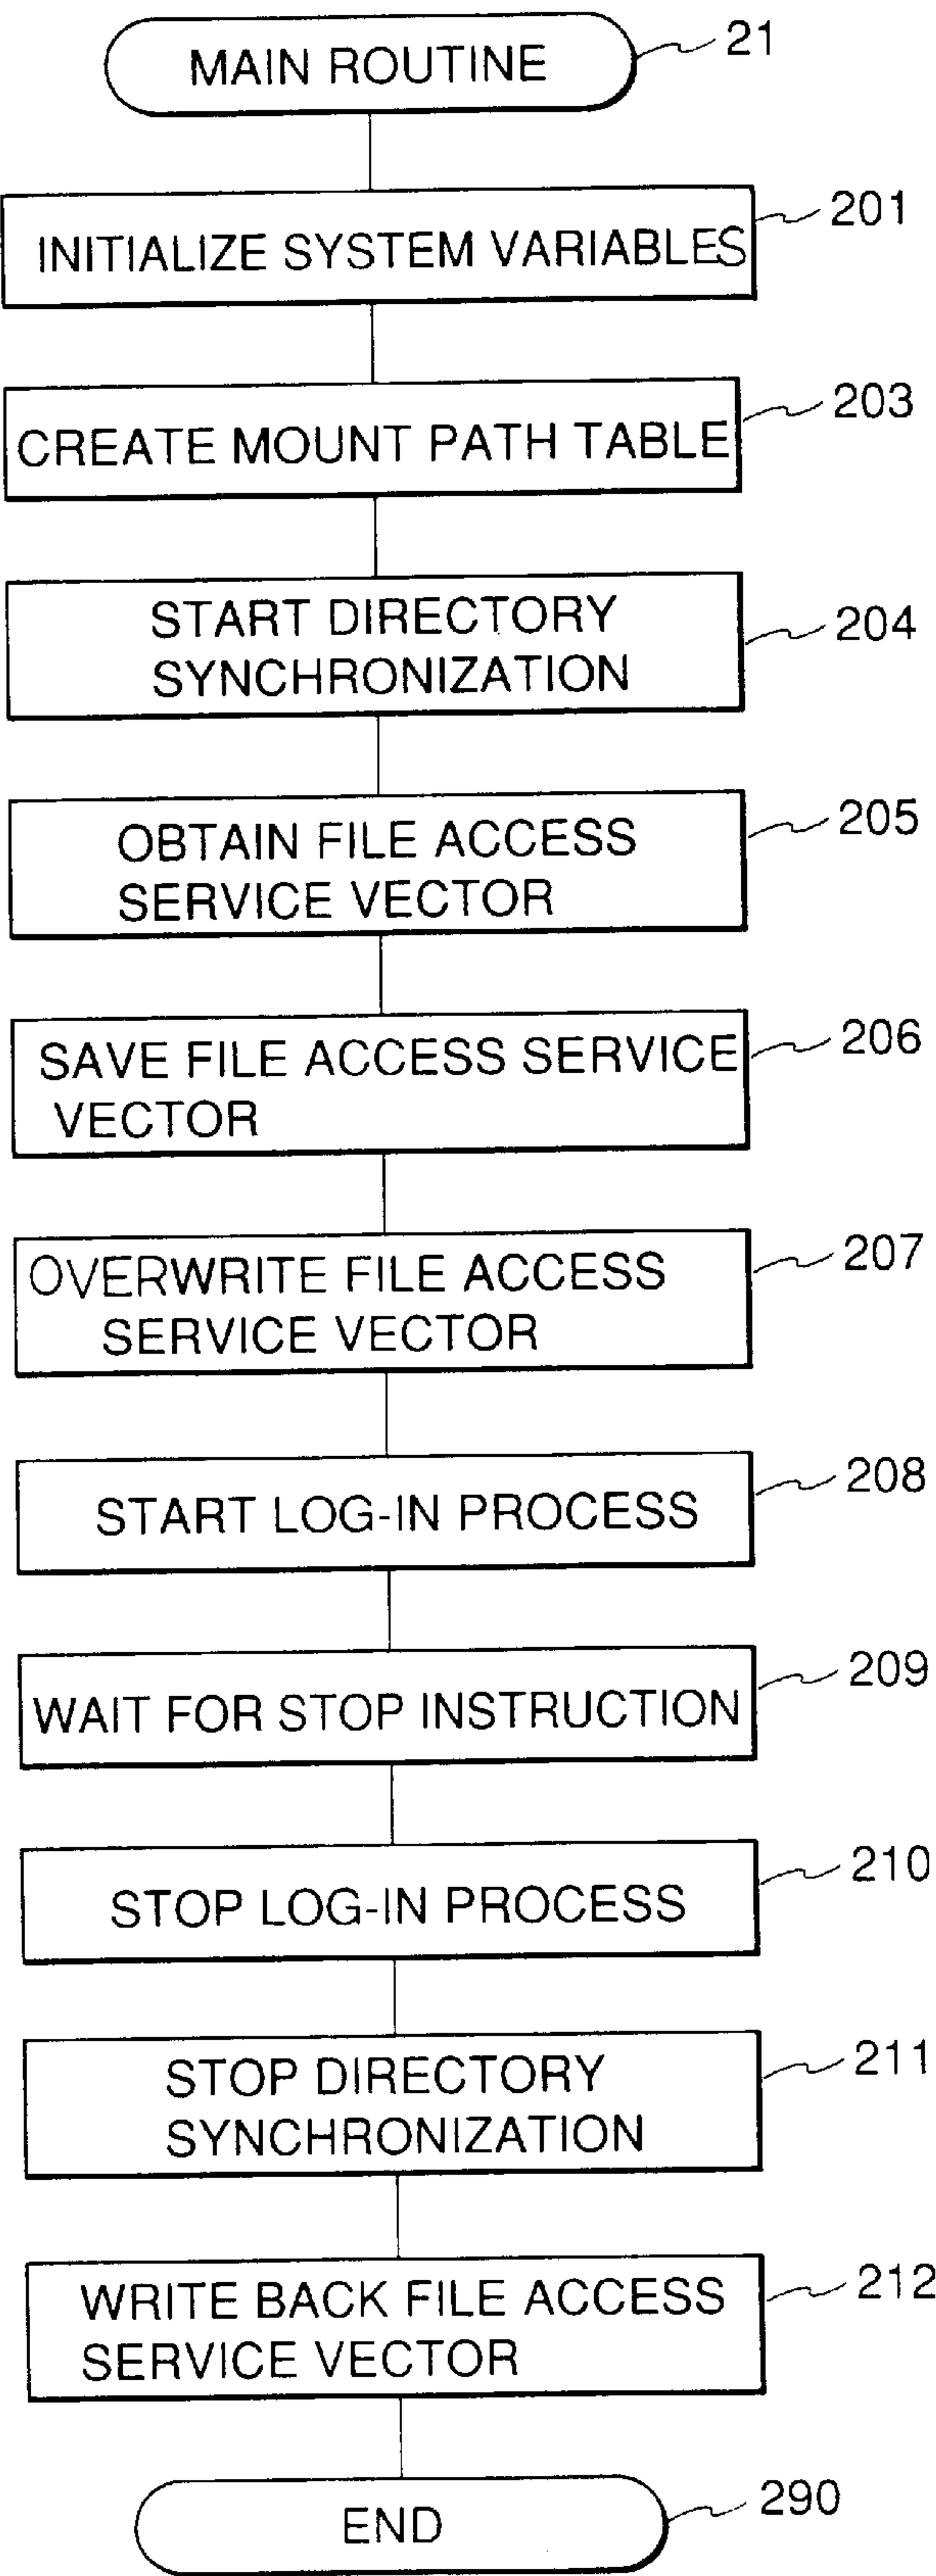 MAIN ROUTINE
21
INITIALIZE SYSTEM VARIABLES
201
CREATE MOUNT PATH TABLE
203
START DIRECTORY
SYNCHRONIZATION
204
OBTAIN FILE ACCESS
SERVICE VECTOR
205
SAVE FILE ACCESS SERVICE
VECTOR
206
OVERWRITE FILE ACCESS
SERVICE VECTOR
207
START LOG-IN PROCESS
208
WAIT FOR STOP INSTRUCTION
209
STOP LOG-IN PROCESS
210
STOP DIRECTORY
SYNCHRONIZATION
211
WRITE BACK FILE ACCESS
SERVICE VECTOR
212
END
290